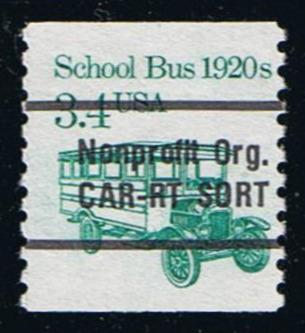 School Bus 1920s
3.4 USA
Nonprofit Org.
CAR-RT SORT